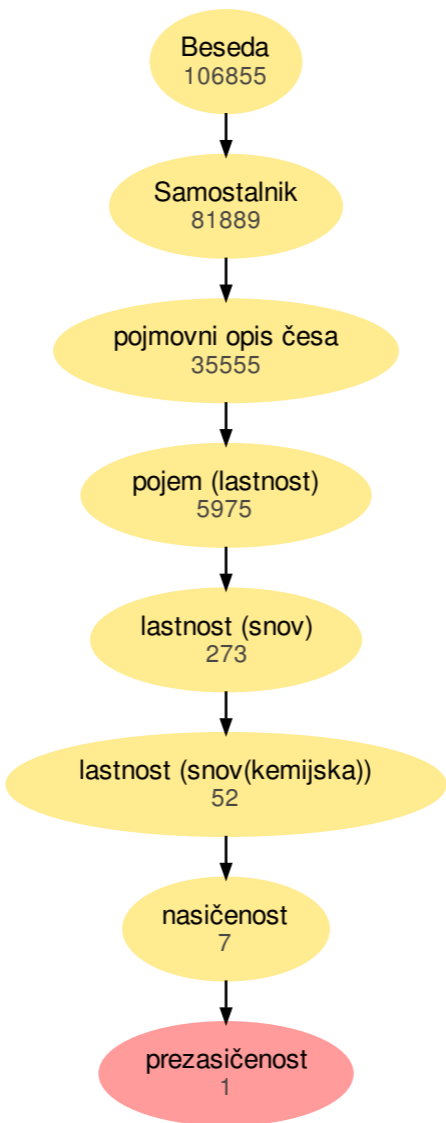 Beseda
106855
Samostalnik
81889
pojmovni opis česa
35555
pojem (lastnost)
5975
lastnost (snov)
273
lastnost (snov(kemijska))
52
nasičenost
7
prezasičenost
1